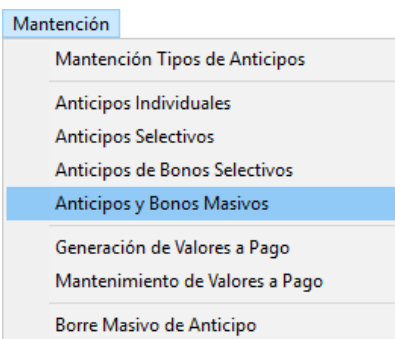 Mantención
Mantención Tipos de Anticipos
Anticipos Individuales
Anticipos Selectivos
Anticipos de Bonos Selectivos
Anticipos y Bonos Masivos
Generación de Valores a Pago
Mantenimiento de Valores a Pago
Borre Masivo de Anticipo